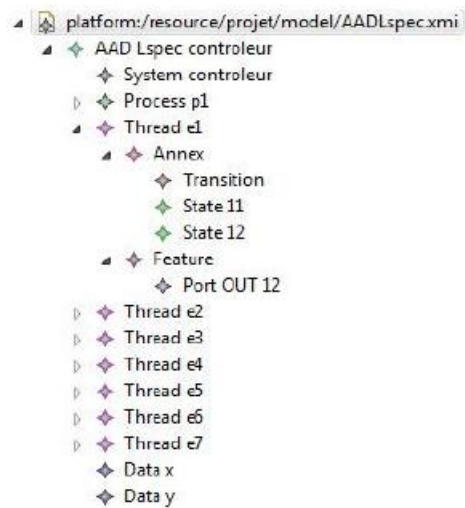 platform:/resource/projet/model/AADLspec.xmi
AAD Lspec controleur
System controleur
Process p1
Thread e1
Annex
Transition
State 11
State 12
Feature
Port OUT 12
Thread e2
Thread e3
Thread e4
Thread e5
Thread e6
Thread e7
Data x
Data y